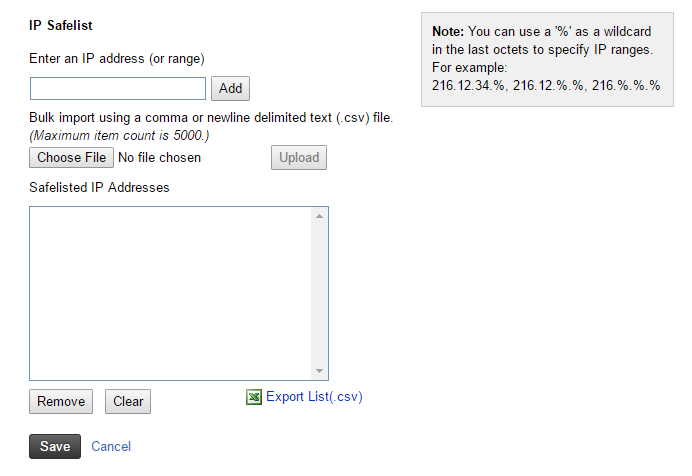 IP Safelist
Enter an IP address (or range)
Add
Bulk import using a comma or newline delimited text (.csv) file.
(Maximum item count is 5000.)
Choose File No file chosen Upload
Safelisted IP Addresses
Remove Clear Export List(.csv)
Save Cancel
Note: You can use a '%' as a wildcard
in the last octets to specify IP ranges.
For example:
216.12.34.%, 216.12.%.%, 216.%.%.%